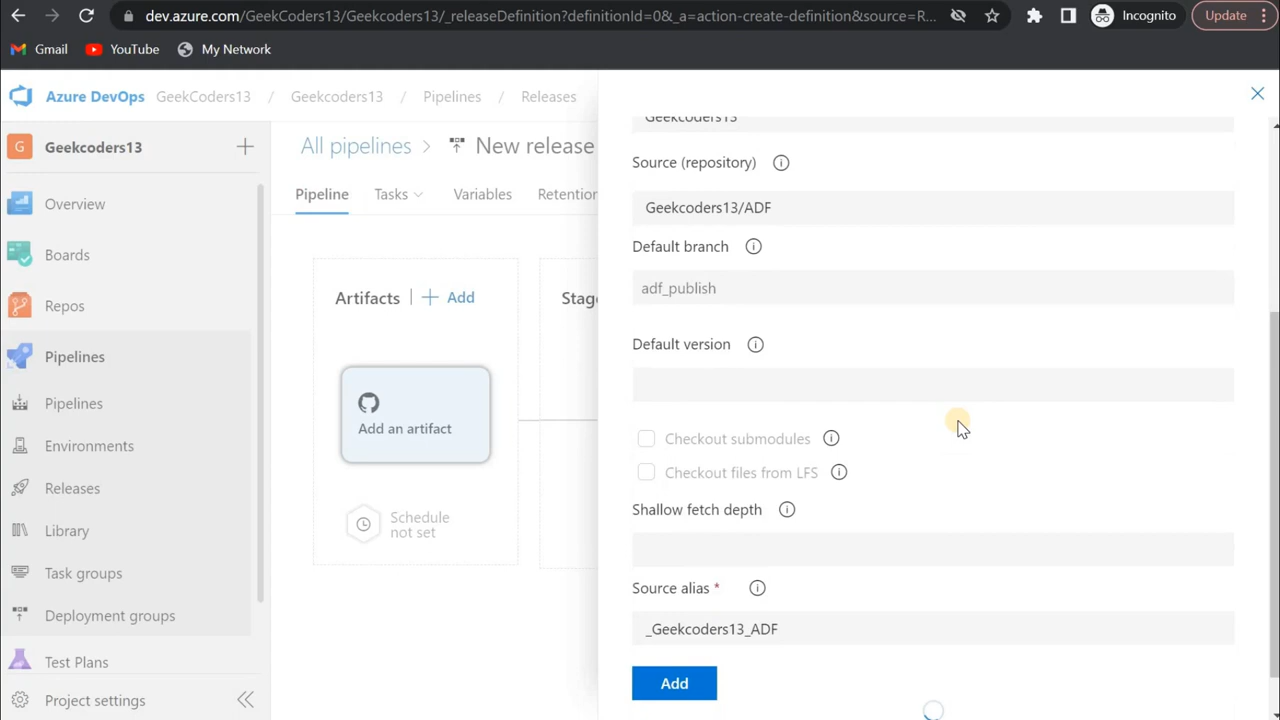 dev.azure.com/GeekCoders13/Geekcoders13/_releaseDefinition?definitionId=0&_a=action-create-definition&source=R...
Incognito
Update
Gmail
YouTube
My Network
Azure DevOps
GeekCoders13 / Geekcoders13 / Pipelines / Releases
G
Geekcoders13
Overview
Boards
Repos
Pipelines
Pipelines
Environments
Releases
Library
Task groups
Deployment groups
Test Plans
Project settings
All pipelines > New release
Pipeline
Tasks
Variables
Retention
Artifacts | + Add
Add an artifact
Schedule
not set
Stag
Geekcoders13
Source (repository)
Geekcoders13/ADF
Default branch
adf_publish
Default version
Checkout submodules
Checkout files from LFS
Shallow fetch depth
Source alias *
_Geekcoders13_ADF
Add